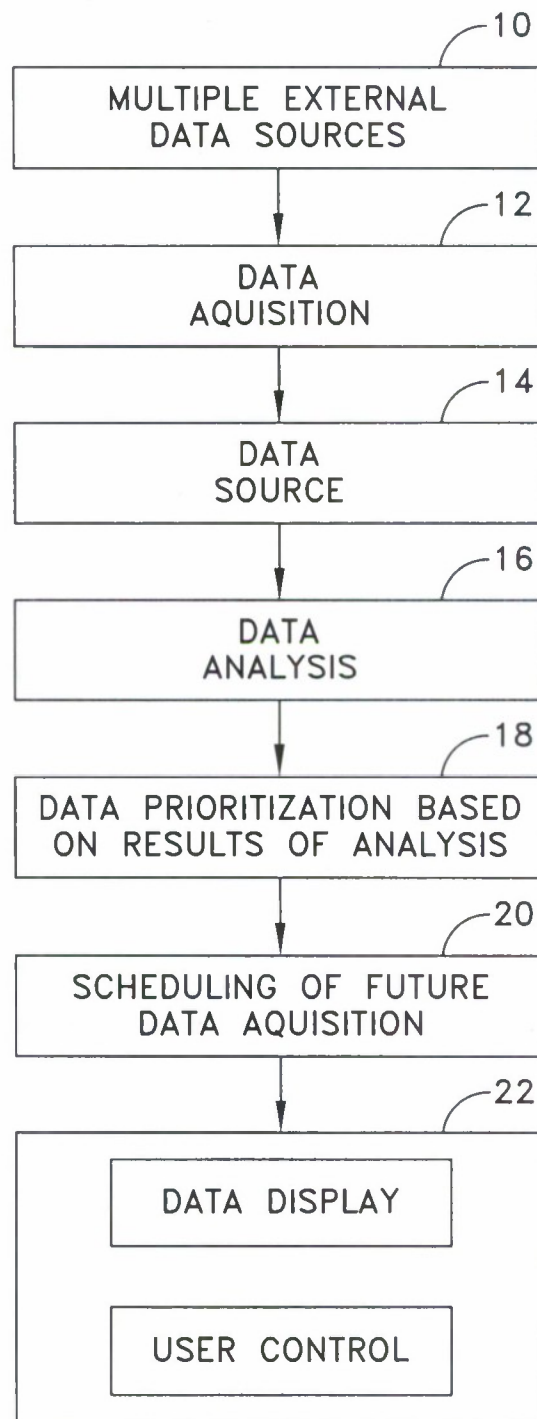 10
MULTIPLE EXTERNAL
DATA SOURCES
12
DATA
AQUISITION
14
DATA
SOURCE
16
DATA
ANALYSIS
18
DATA PRIORITIZATION BASED
ON RESULTS OF ANALYSIS
20
SCHEDULING OF FUTURE
DATA AQUISITION
22
DATA DISPLAY
USER CONTROL